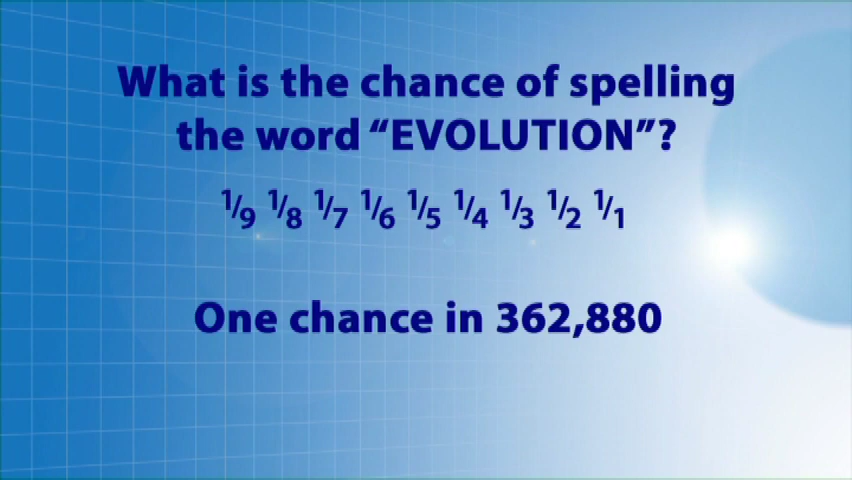 What is the chance of spelling
the word “EVOLUTION”?
1/9 1/8 1/7 1/6 1/5 1/4 1/3 1/2 1/1
One chance in 362,880